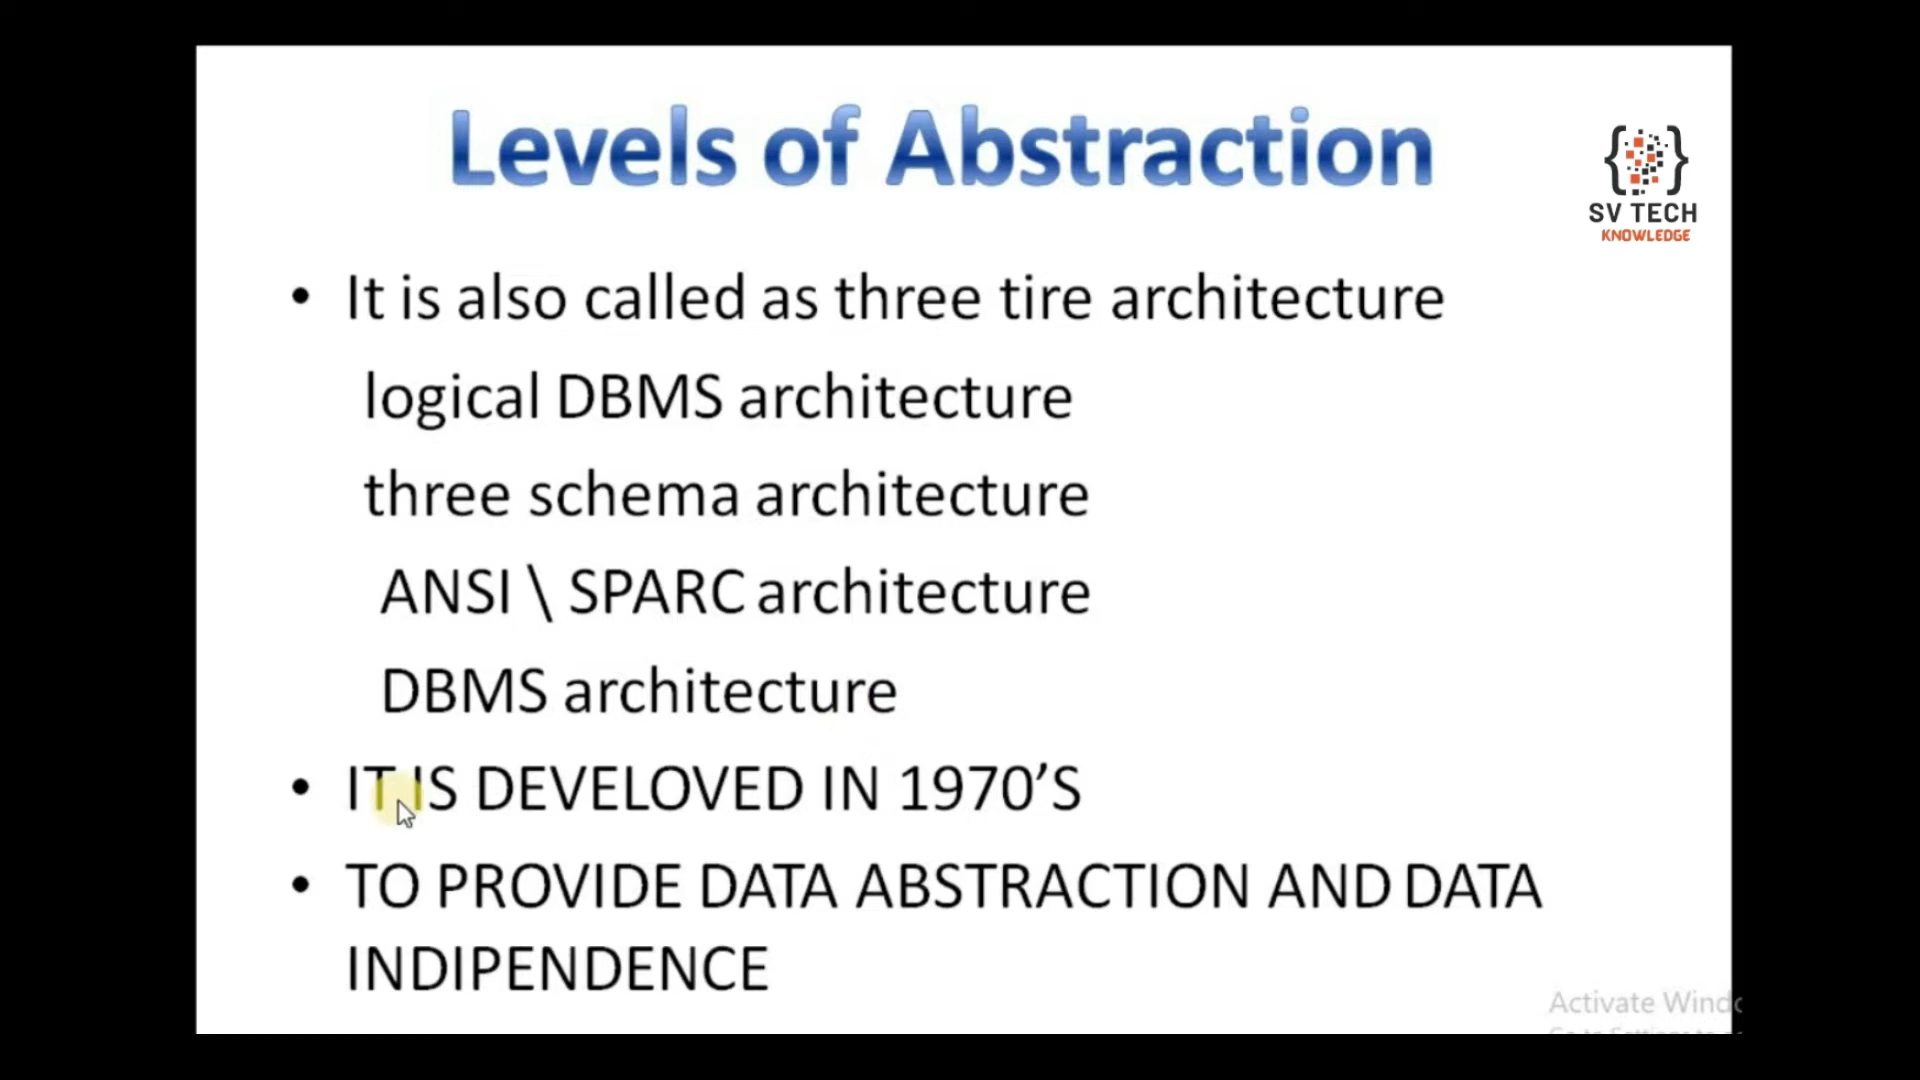 Levels of Abstraction
SV TECH
KNOWLEDGE
• It is also called as three tire architecture
logical DBMS architecture
three schema architecture
ANSI \ SPARC architecture
DBMS architecture
• IT IS DEVELOVED IN 1970’S
• TO PROVIDE DATA ABSTRACTION AND DATA
INDIPENDENCE
Activate